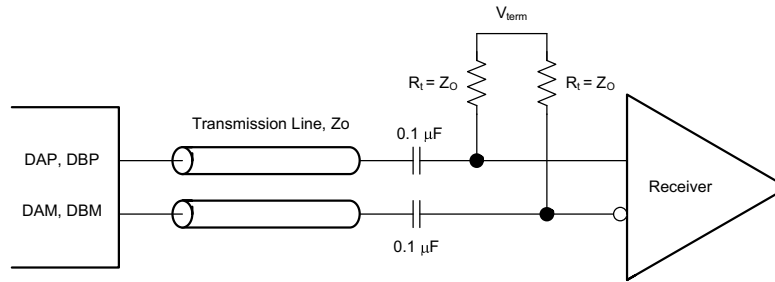 V_term
R_t = Z_O
R_t = Z_O
Transmission Line, Zo
0.1 μF
DAP, DBP
Receiver
DAM, DBM
0.1 μF